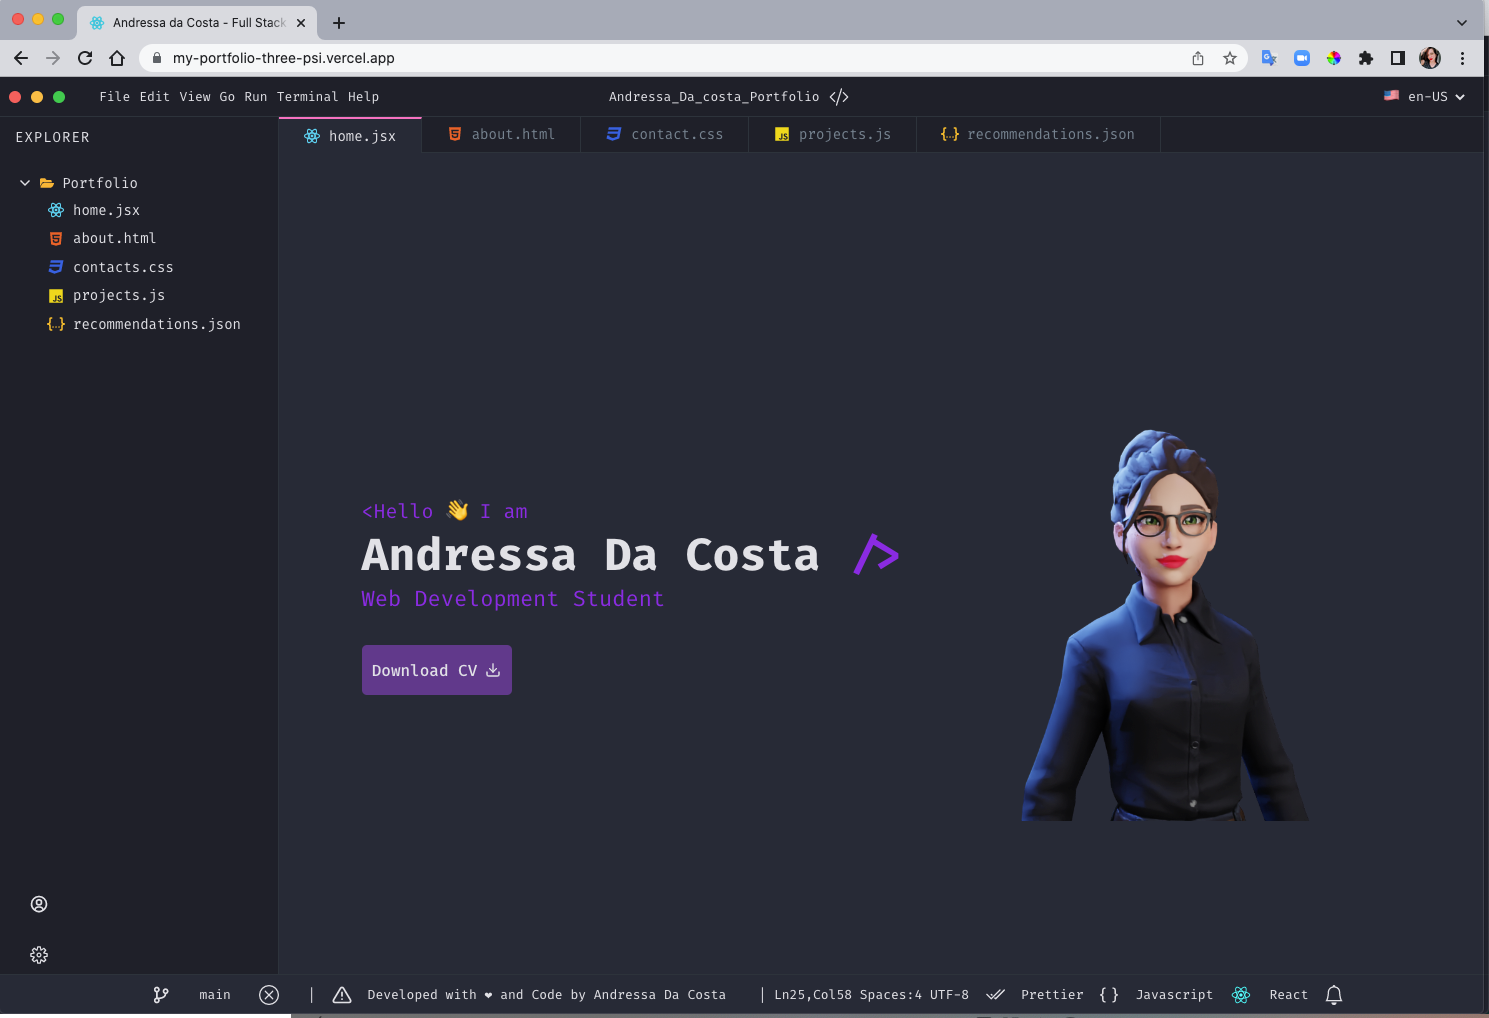 Andressa da Costa - Full Stack
my-portfolio-three-psi.vercel.app
File Edit View Go Run Terminal Help
Andressa_Da_costa_Portfolio </>
en-US
EXPLORER
home.jsx
about.html
contact.css
projects.js
recommendations.json
Portfolio
home.jsx
about.html
contacts.css
projects.js
recommendations.json
<Hello 👋 I am
Andressa Da Costa />
Web Development Student
Download CV
main
| Developed with ❤ and Code by Andressa Da Costa
| Ln25,Col58 Spaces:4 UTF-8
Prettier
{ } Javascript
React